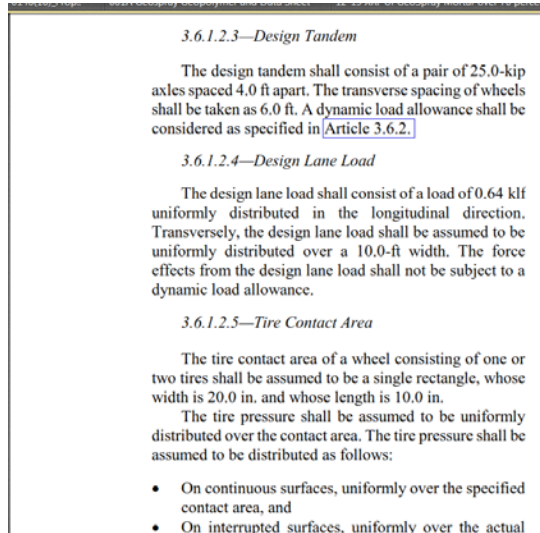 3.6.1.2.3—Design Tandem
The design tandem shall consist of a pair of 25.0-kip
axles spaced 4.0 ft apart. The transverse spacing of wheels
shall be taken as 6.0 ft. A dynamic load allowance shall be
considered as specified in Article 3.6.2.
3.6.1.2.4—Design Lane Load
The design lane load shall consist of a load of 0.64 klf
uniformly distributed in the longitudinal direction.
Transversely, the design lane load shall be assumed to be
uniformly distributed over a 10.0-ft width. The force
effects from the design lane load shall not be subject to a
dynamic load allowance.
3.6.1.2.5—Tire Contact Area
The tire contact area of a wheel consisting of one or
two tires shall be assumed to be a single rectangle, whose
width is 20.0 in. and whose length is 10.0 in.
The tire pressure shall be assumed to be uniformly
distributed over the contact area. The tire pressure shall be
assumed to be distributed as follows:
• On continuous surfaces, uniformly over the specified
contact area, and
• On interrupted surfaces, uniformly over the actual